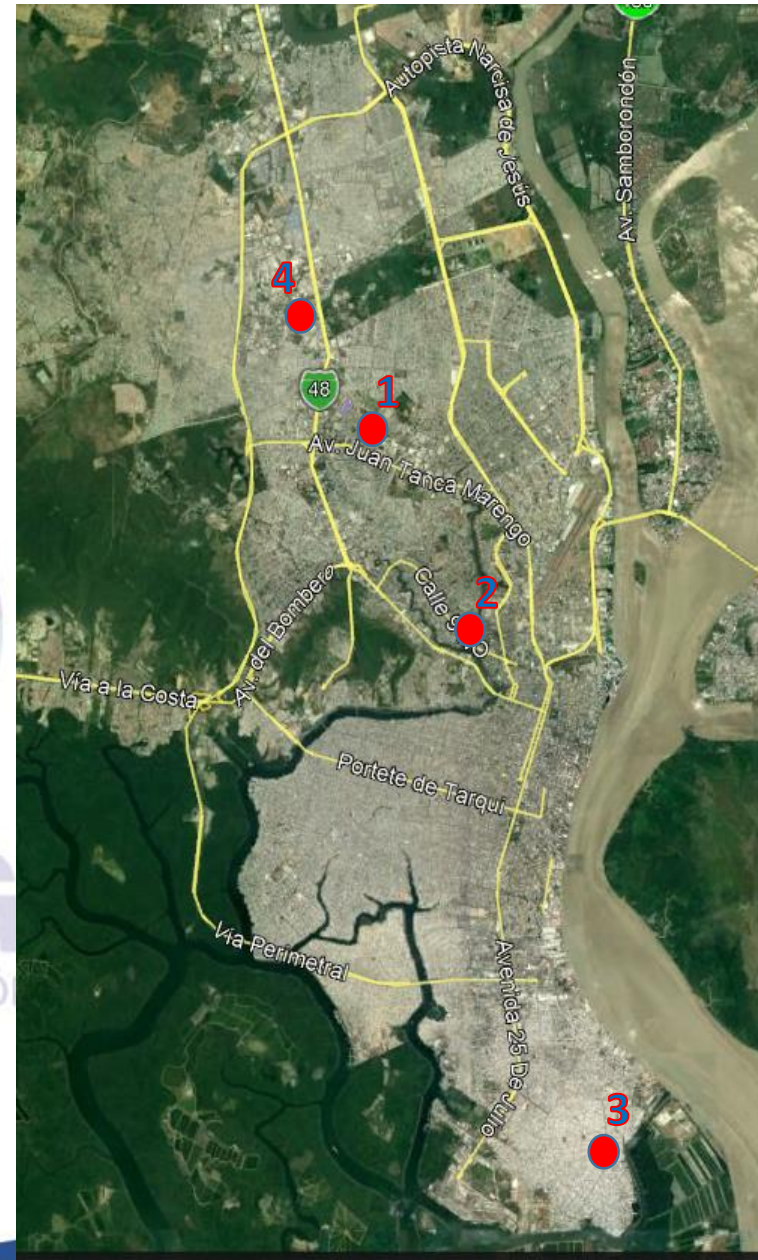 Autopista Narcisa de Jesús
Av. Samborondón
4
48
1
Av. Juan Tanca Marengo
2
Av. del Bombero
Vía a la Costa
Portete de Tarqui
Vía Perimetral
Avenida 25 De Julio
3